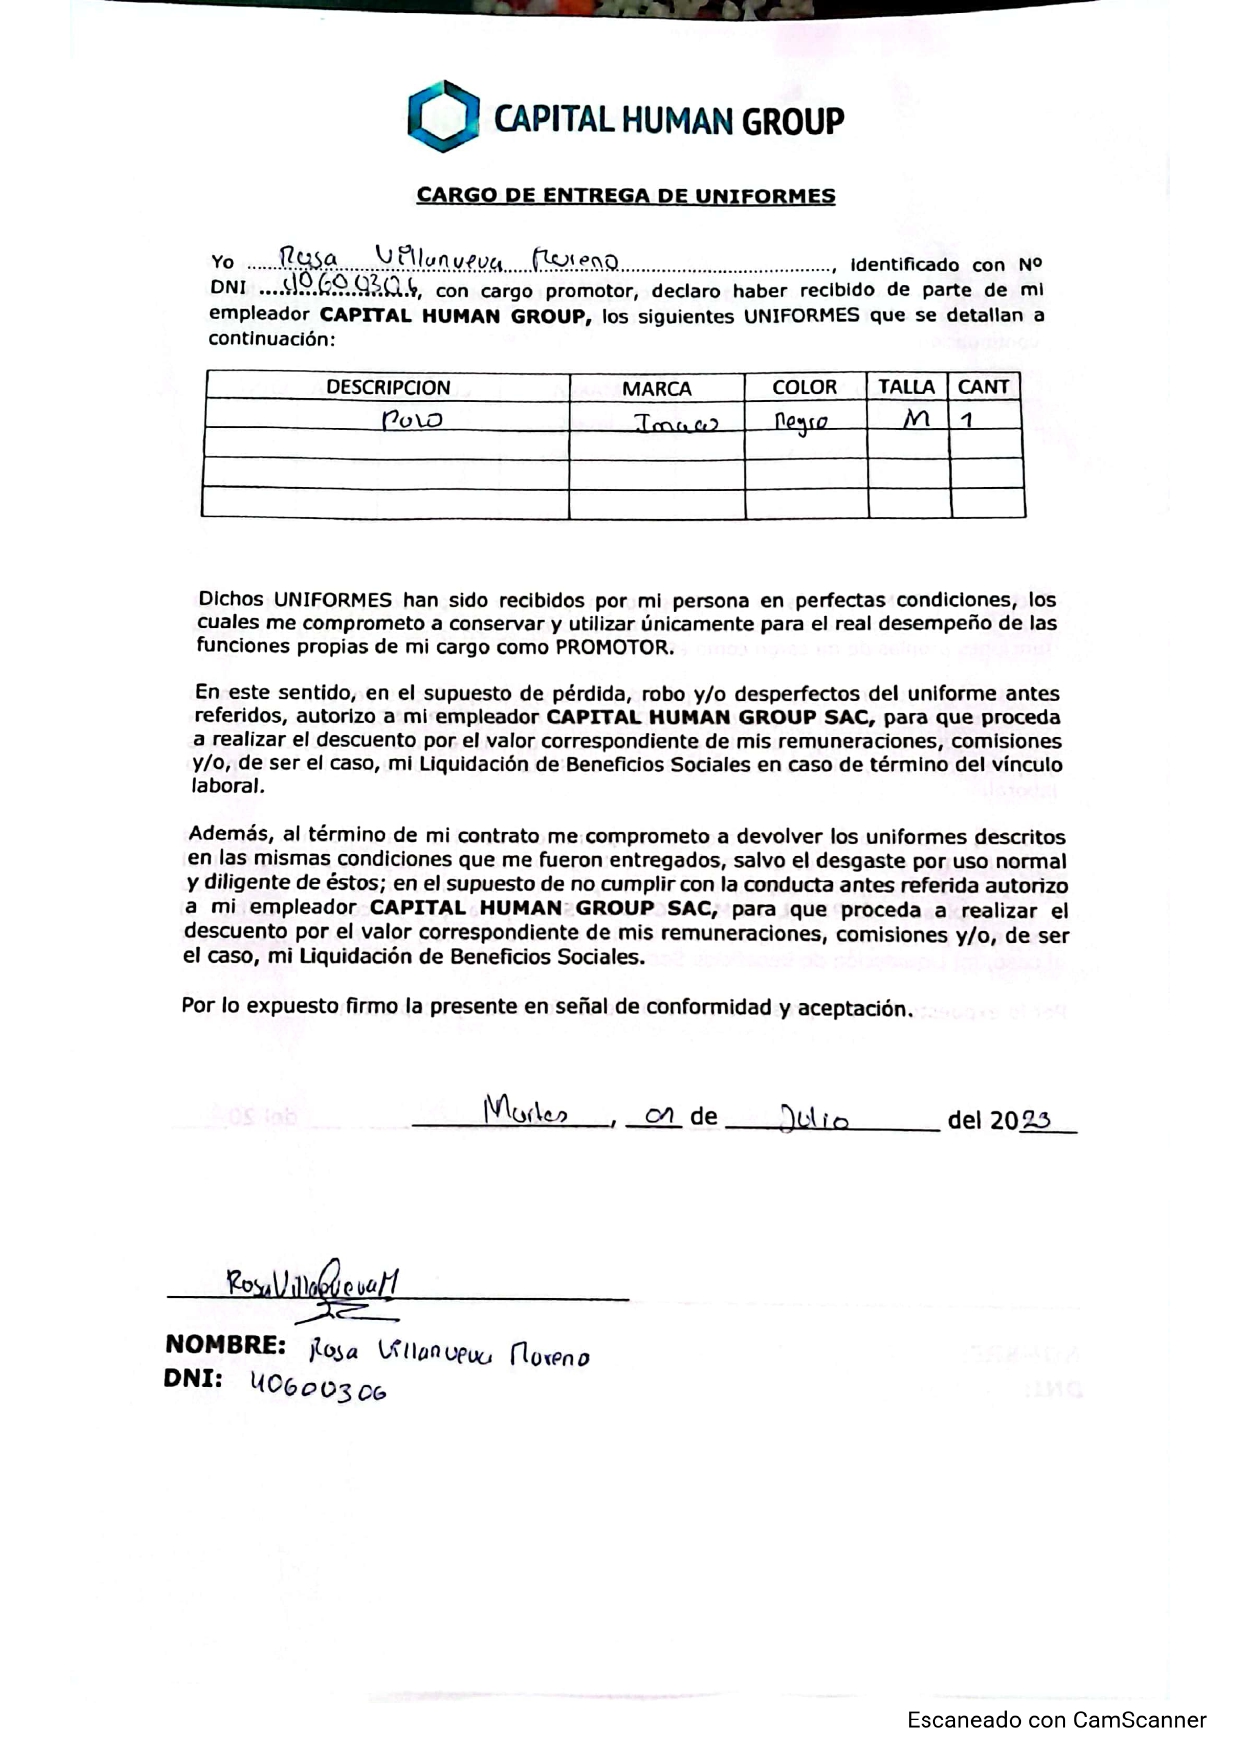 CAPITAL HUMAN GROUP
CARGO DE ENTREGA DE UNIFORMES
Yo Rosa Villanueva Moreno, identificado con Nº
DNI 40600306, con cargo promotor, declaro haber recibido de parte de mi
empleador CAPITAL HUMAN GROUP, los siguientes UNIFORMES que se detallan a
continuación:
DESCRIPCION MARCA COLOR TALLA CANT
Polo Negro M 1
Dichos UNIFORMES han sido recibidos por mi persona en perfectas condiciones, los
cuales me comprometo a conservar y utilizar únicamente para el real desempeño de las
funciones propias de mi cargo como PROMOTOR.
En este sentido, en el supuesto de pérdida, robo y/o desperfectos del uniforme antes
referidos, autorizo a mi empleador CAPITAL HUMAN GROUP SAC, para que proceda
a realizar el descuento por el valor correspondiente de mis remuneraciones, comisiones
y/o, de ser el caso, mi Liquidación de Beneficios Sociales en caso de término del vínculo
laboral.
Además, al término de mi contrato me comprometo a devolver los uniformes descritos
en las mismas condiciones que me fueron entregados, salvo el desgaste por uso normal
y diligente de éstos; en el supuesto de no cumplir con la conducta antes referida autorizo
a mi empleador CAPITAL HUMAN GROUP SAC, para que proceda a realizar el
descuento por el valor correspondiente de mis remuneraciones, comisiones y/o, de ser
el caso, mi Liquidación de Beneficios Sociales.
Por lo expuesto firmo la presente en señal de conformidad y aceptación.
Martes, 01 de Julio del 2023
Rosa Villanueva M
NOMBRE: Rosa Villanueva Moreno
DNI: 40600306
Escaneado con CamScanner